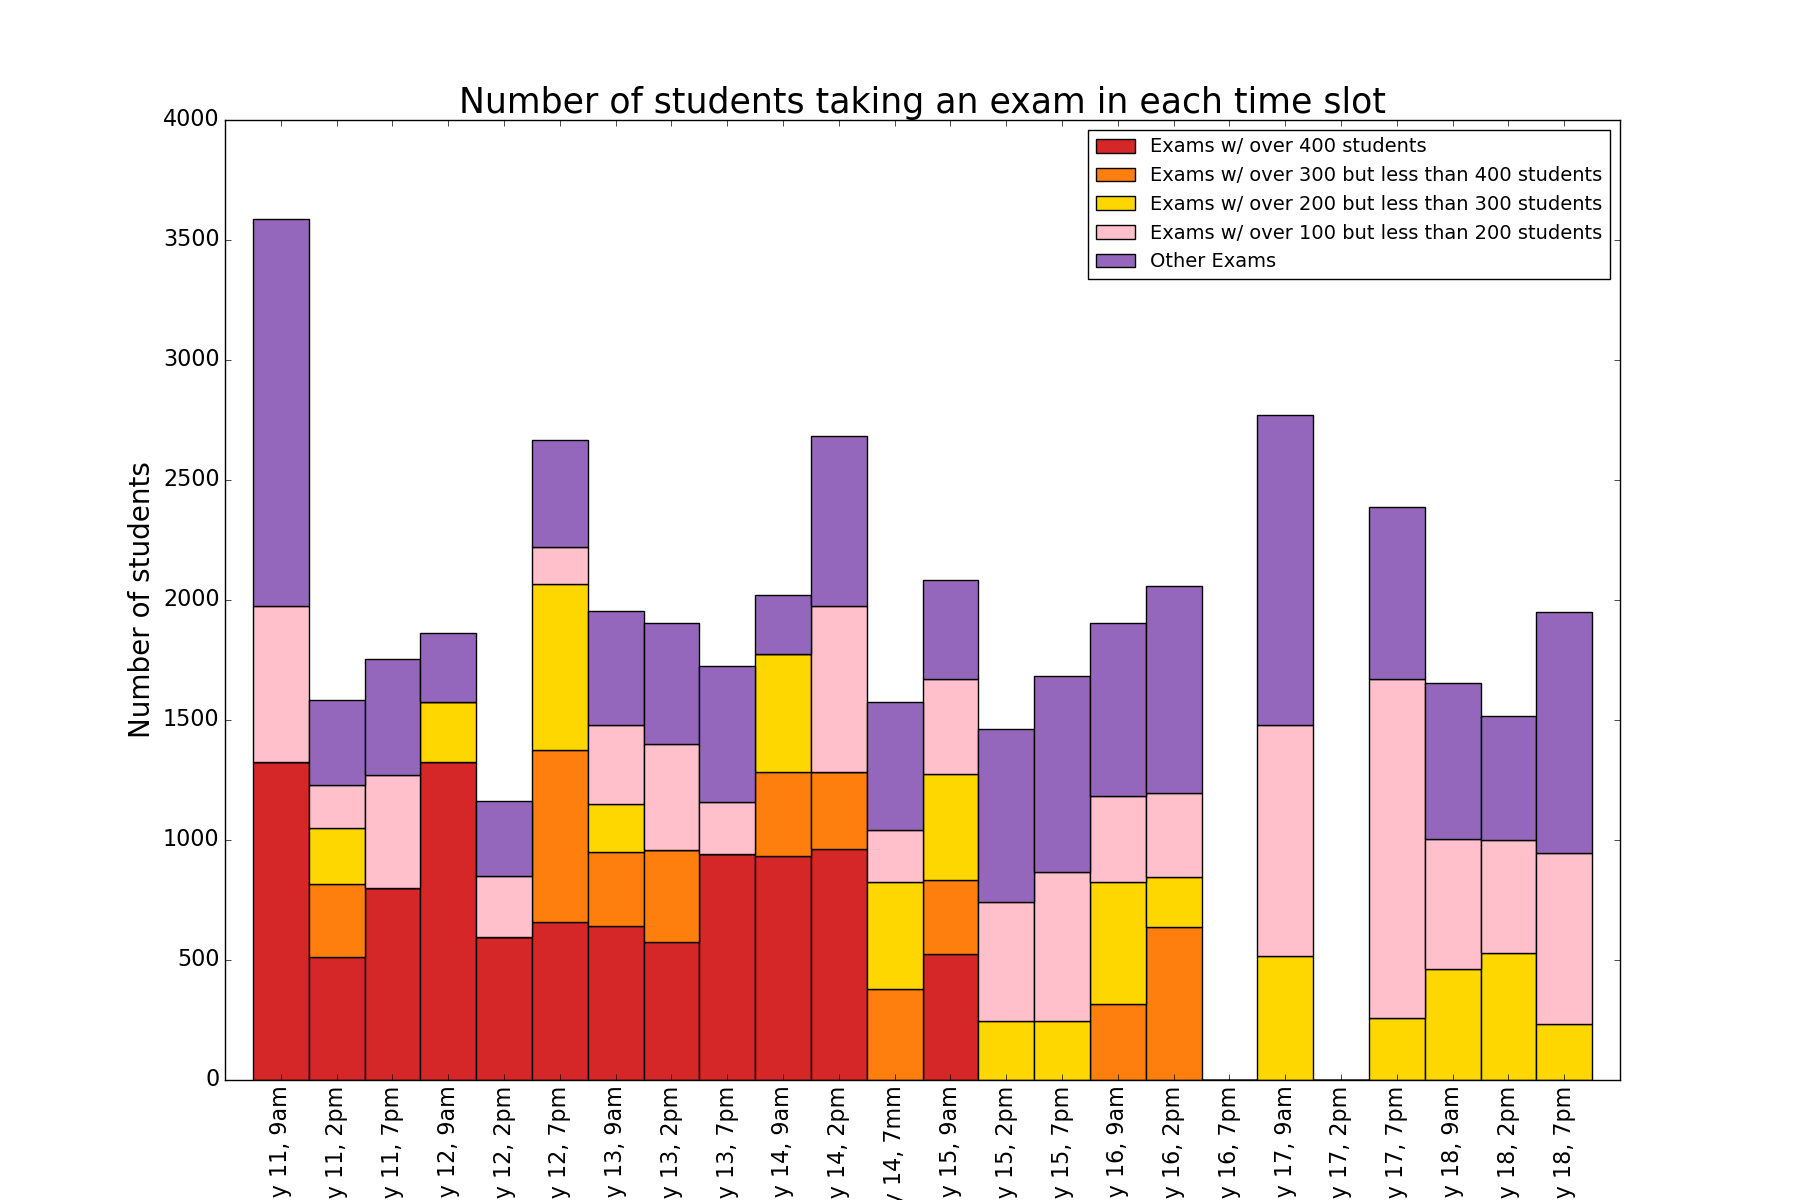 Number of students taking an exam in each time slot
4000
3500
3000
2500
2000
1500
1000
500
0
Number of students
Exams w/ over 400 students
Exams w/ over 300 but less than 400 students
Exams w/ over 200 but less than 300 students
Exams w/ over 100 but less than 200 students
Other Exams
y 11, 9am
y 11, 2pm
y 11, 7pm
y 12, 9am
y 12, 2pm
y 12, 7pm
y 13, 9am
y 13, 2pm
y 13, 7pm
y 14, 9am
y 14, 2pm
y 14, 7mm
y 15, 9am
y 15, 2pm
y 15, 7pm
y 16, 9am
y 16, 2pm
y 16, 7pm
y 17, 9am
y 17, 2pm
y 17, 7pm
y 18, 9am
y 18, 2pm
y 18, 7pm